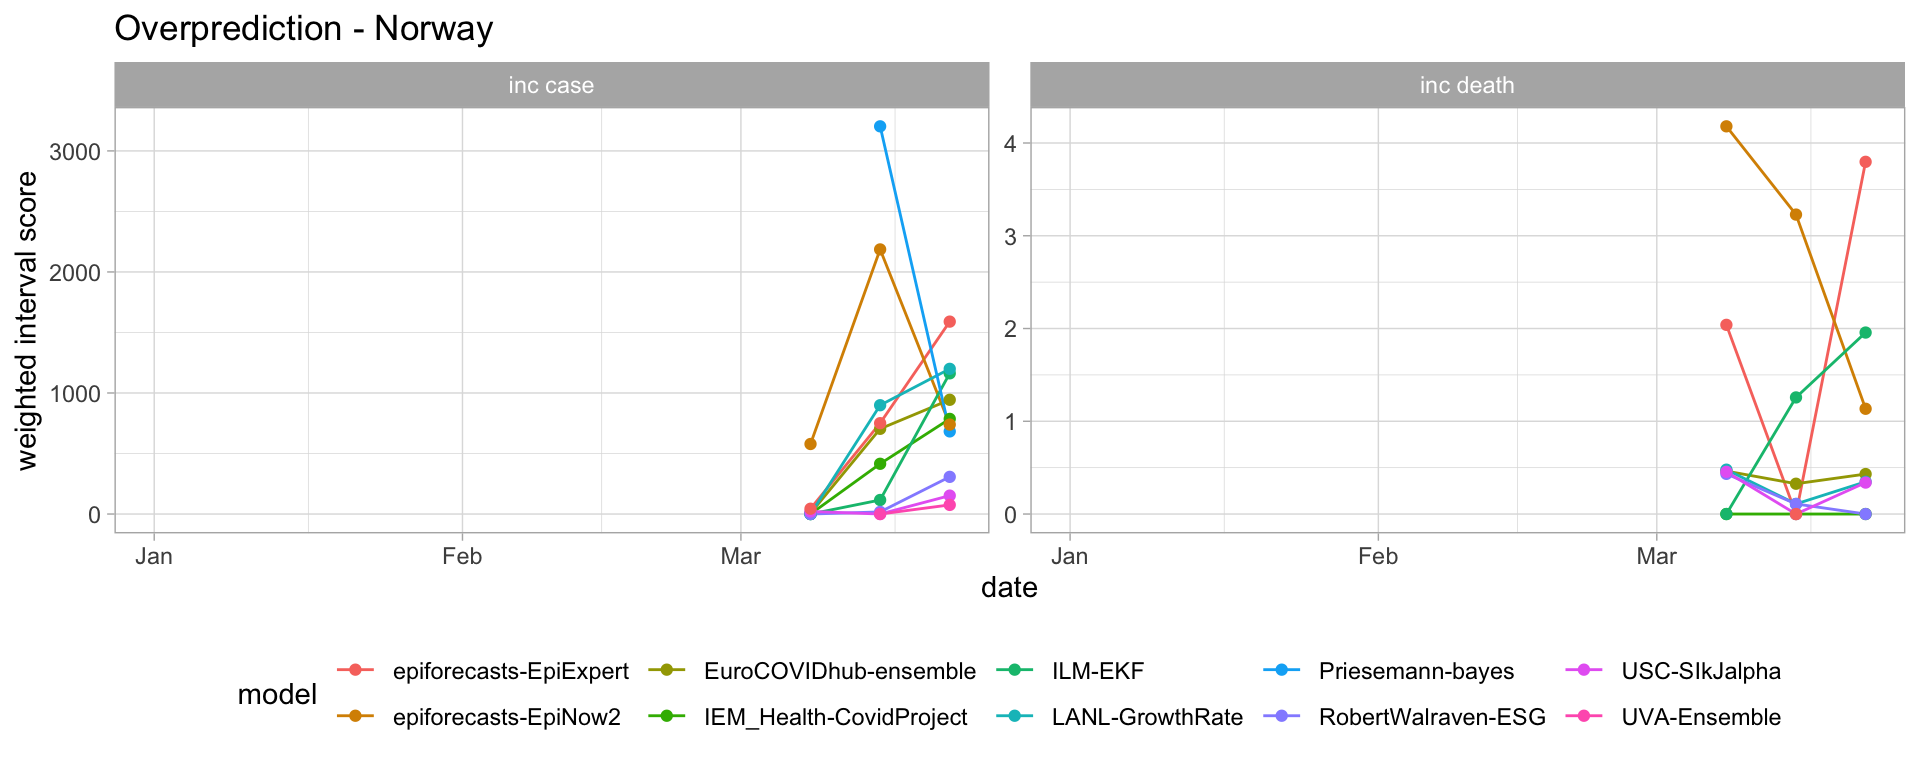 Overprediction - Norway
inc case
inc death
weighted interval score
3000
2000
1000
0
4
3
2
1
0
Jan
Feb
Mar
Jan
Feb
Mar
date
model
epiforecasts-EpiExpert
EuroCOVIDhub-ensemble
ILM-EKF
Priesemann-bayes
USC-SIkJalpha
epiforecasts-EpiNow2
IEM_Health-CovidProject
LANL-GrowthRate
RobertWalraven-ESG
UVA-Ensemble